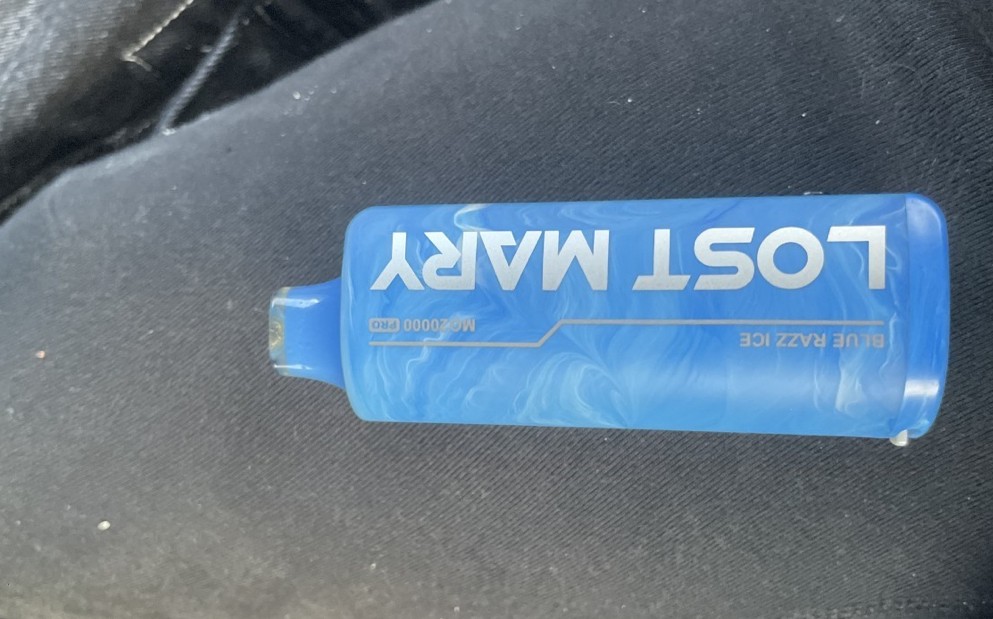 LOST MARY
BLUE RAZZ ICE
MO20000 PRO